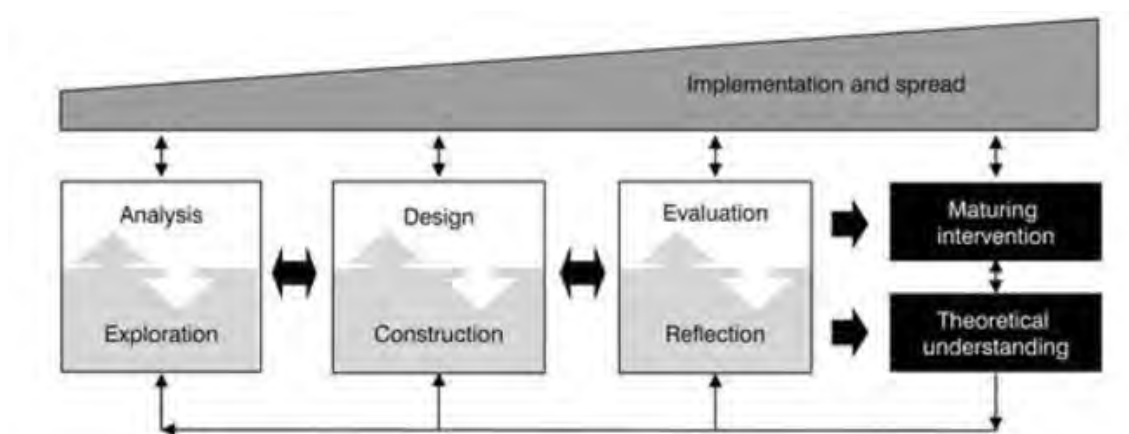 Implementation and spread
Analysis
Exploration
Design
Construction
Evaluation
Reflection
Maturing
intervention
Theoretical
understanding